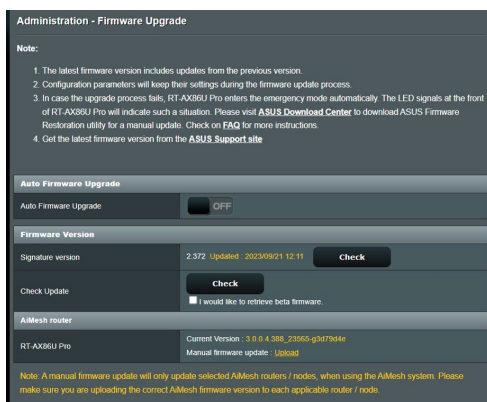 Administration - Firmware Upgrade
Note:
1. The latest firmware version includes updates from the previous version.
2. Configuration parameters will keep their settings during the firmware update process.
3. In case the upgrade process fails, RT-AX86U Pro enters the emergency mode automatically. The LED signals at the front
of RT-AX86U Pro will indicate such a situation. Please visit ASUS Download Center to download ASUS Firmware
Restoration utility for a manual update. Check on FAQ for more instructions.
4. Get the latest firmware version from the ASUS Support site
Auto Firmware Upgrade
Auto Firmware Upgrade OFF
Firmware Version
Signature version 2.372 Updated : 2023/09/21 12:11 Check
Check Update Check
I would like to retrieve beta firmware.
AiMesh router
RT-AX86U Pro Current Version : 3.0.0.4.388_23565-g3d79d4e
Manual firmware update : Upload
Note: A manual firmware update will only update selected AiMesh routers / nodes, when using the AiMesh system. Please
make sure you are uploading the correct AiMesh firmware version to each applicable router / node.